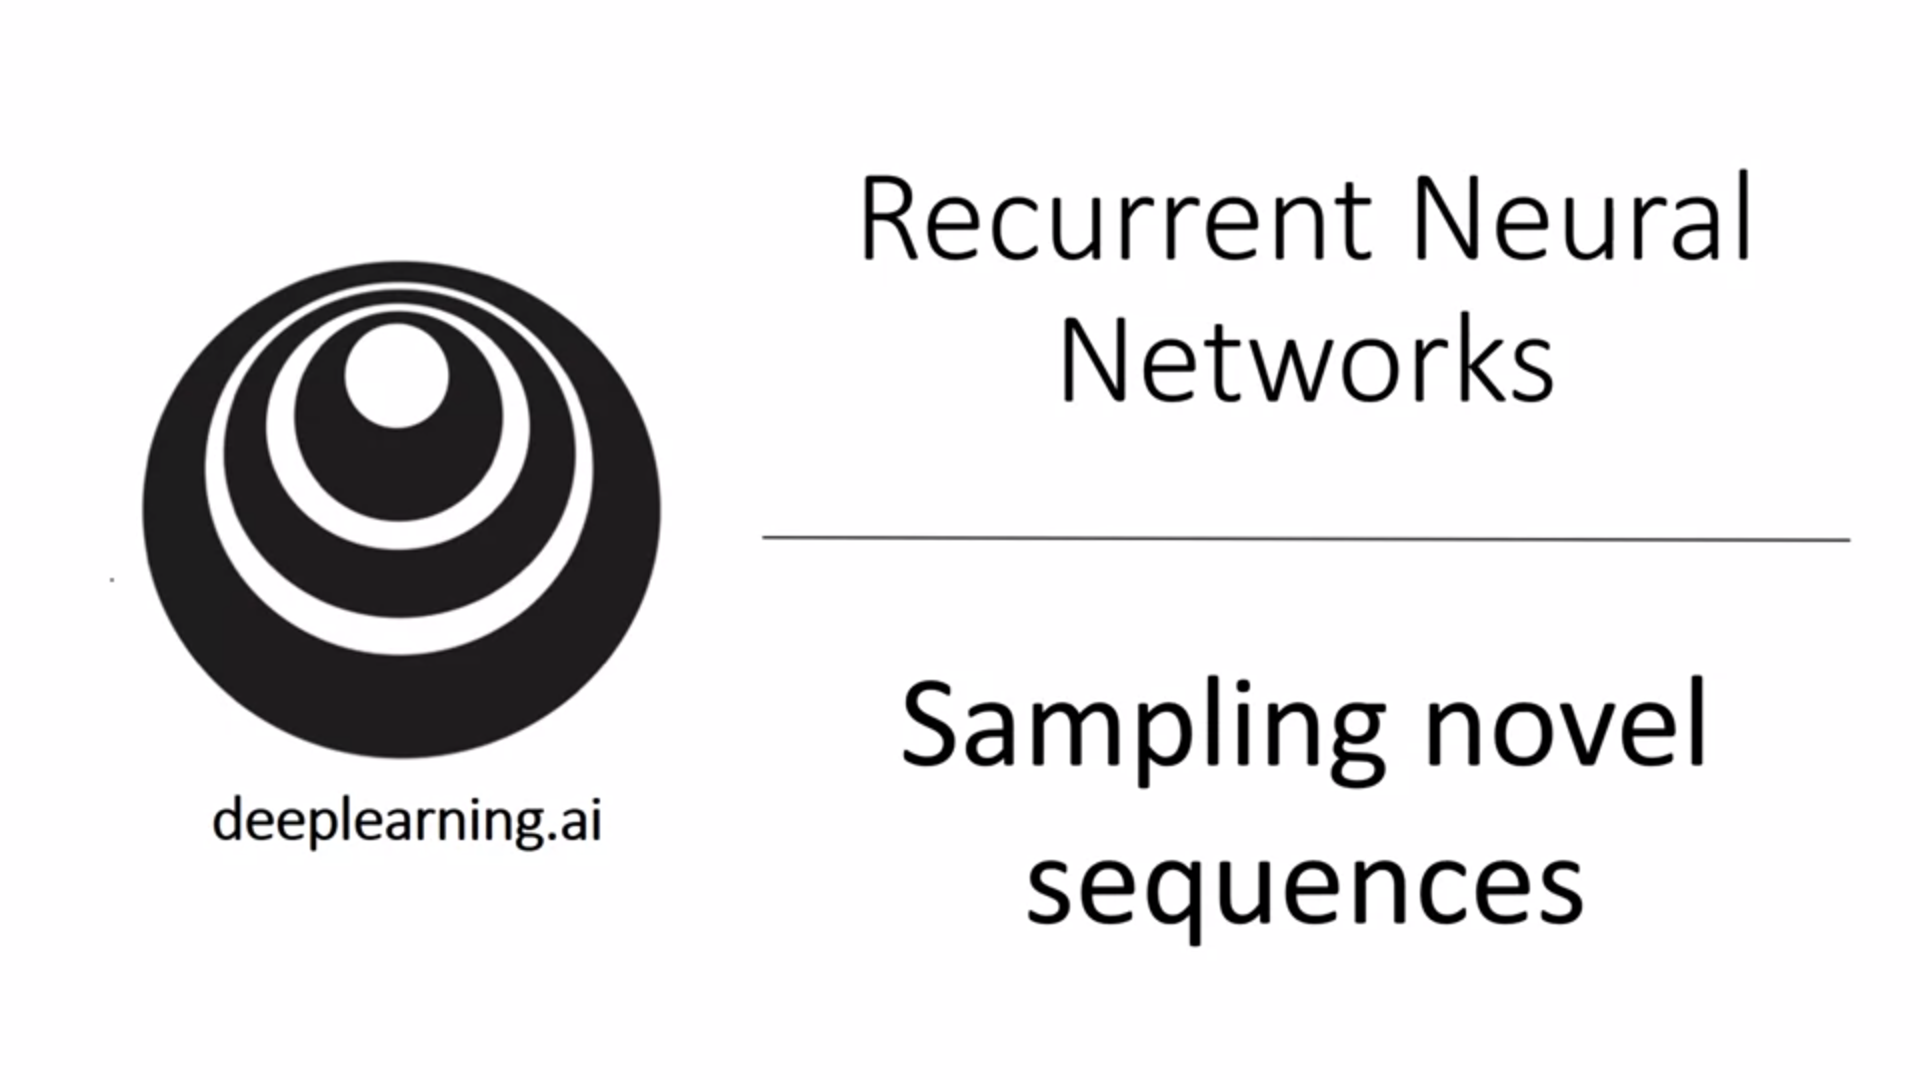 Recurrent Neural
Networks
Sampling novel
sequences
deeplearning.ai